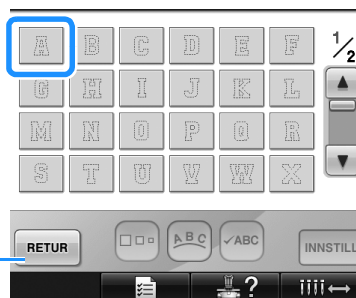 A B C D E F 1/2
G H I J K L
M N O P Q R
S T U V W X
RETUR ABC ✓ABC INNSTILL
?